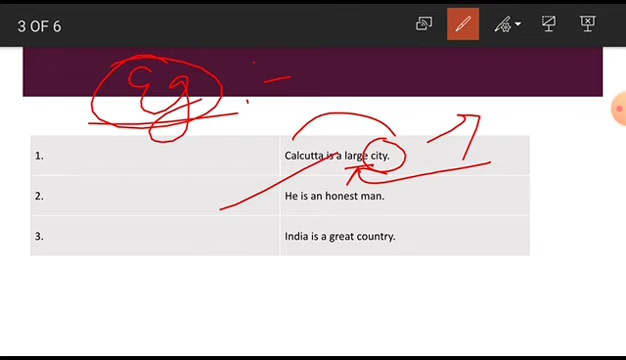 3 OF 6
Eg :-
1. Calcutta is a large city.
2. He is an honest man.
3. India is a great country.